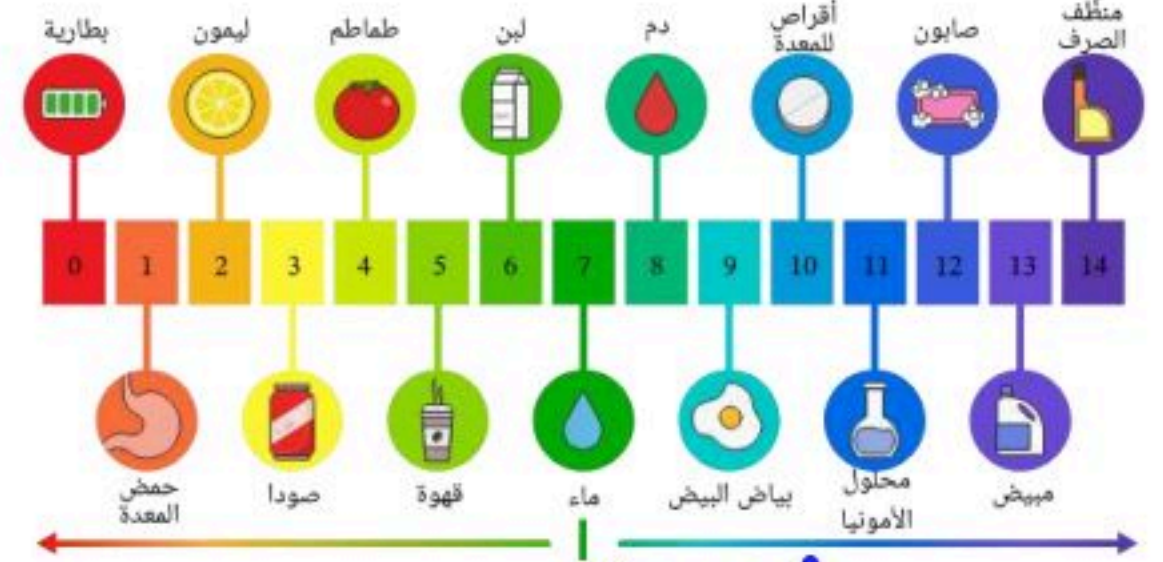 بطارية
ليمون
طماطم
لبن
دم
أقراص
للمعدة
صابون
منظف
الصرف
0 1 2 3 4 5 6 7 8 9 10 11 12 13 14
حمض
المعدة
صودا
قهوة
ماء
بياض البيض
محلول
الأمونيا
مبيض